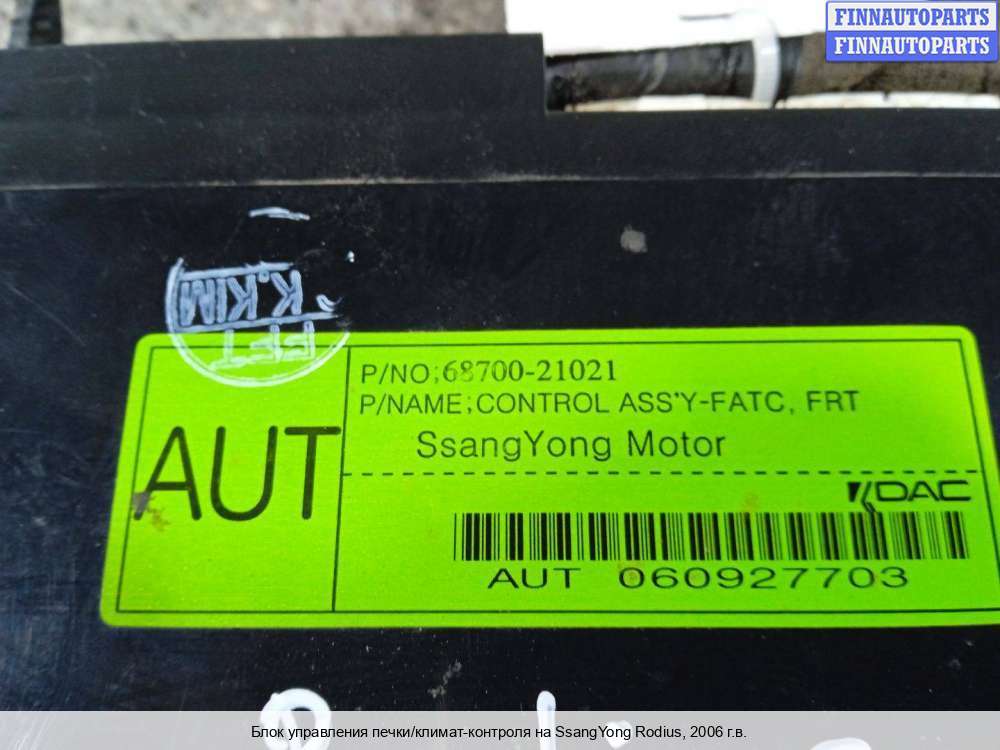 FINNAUTOPARTS
FINNAUTOPARTS
K.KIM
AUT
P/NO;68700-21021
P/NAME;CONTROL ASS'Y-FATC, FRT
SsangYong Motor
KDAC
AUT 060927703
Блок управления печки/климат-контроля на SsangYong Rodius, 2006 г.в.